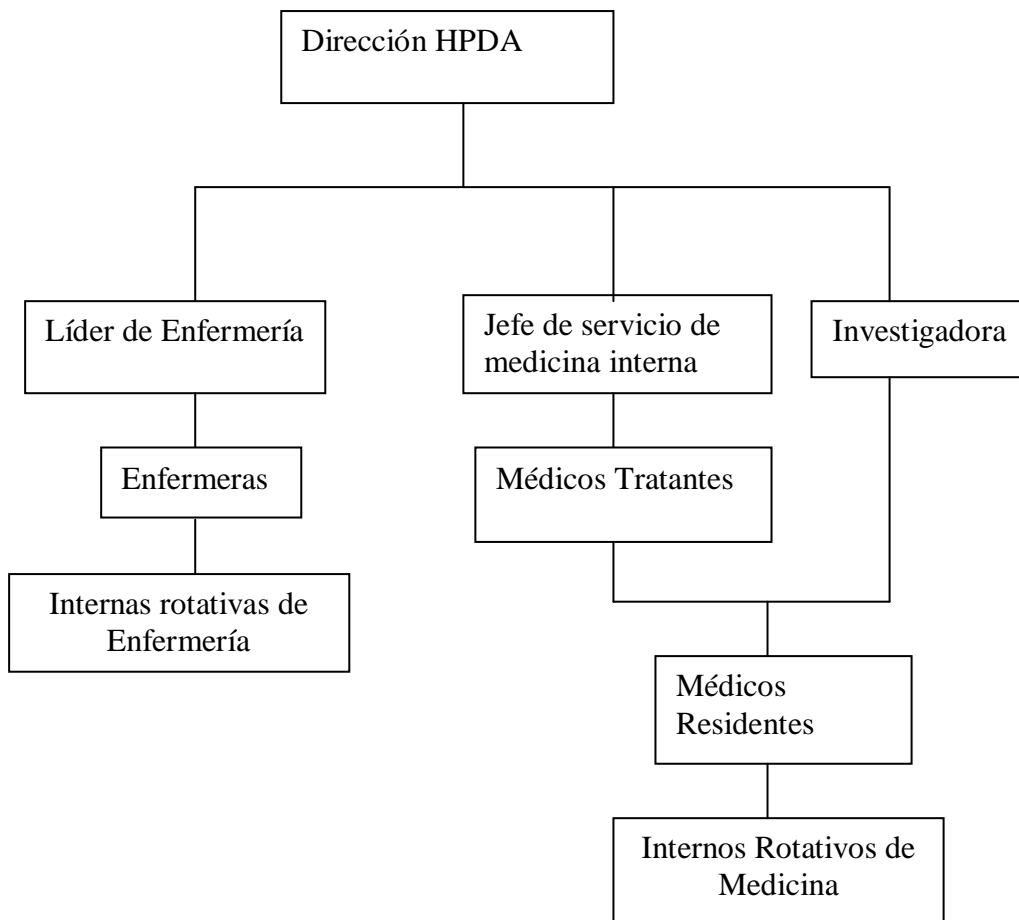 Dirección HPDA
Líder de Enfermería
Jefe de servicio de
medicina interna
Investigadora
Enfermeras
Médicos Tratantes
Internas rotativas de
Enfermería
Médicos
Residentes
Internos Rotativos de
Medicina